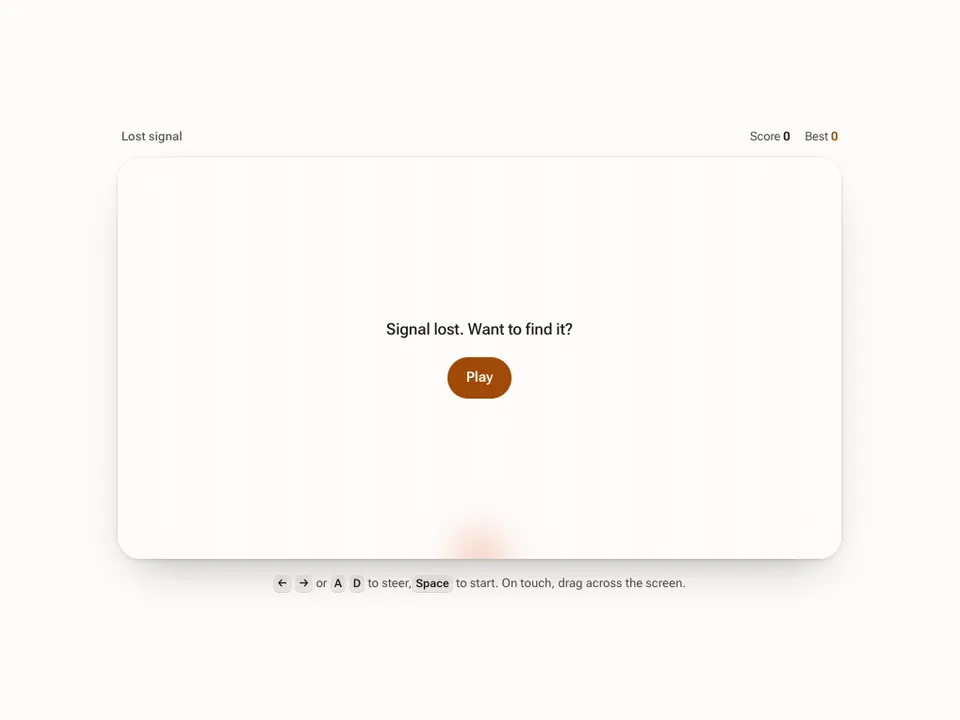 Lost signal
Score 0 Best 0
Signal lost. Want to find it?
Play
← → or A D to steer, Space to start. On touch, drag across the screen.